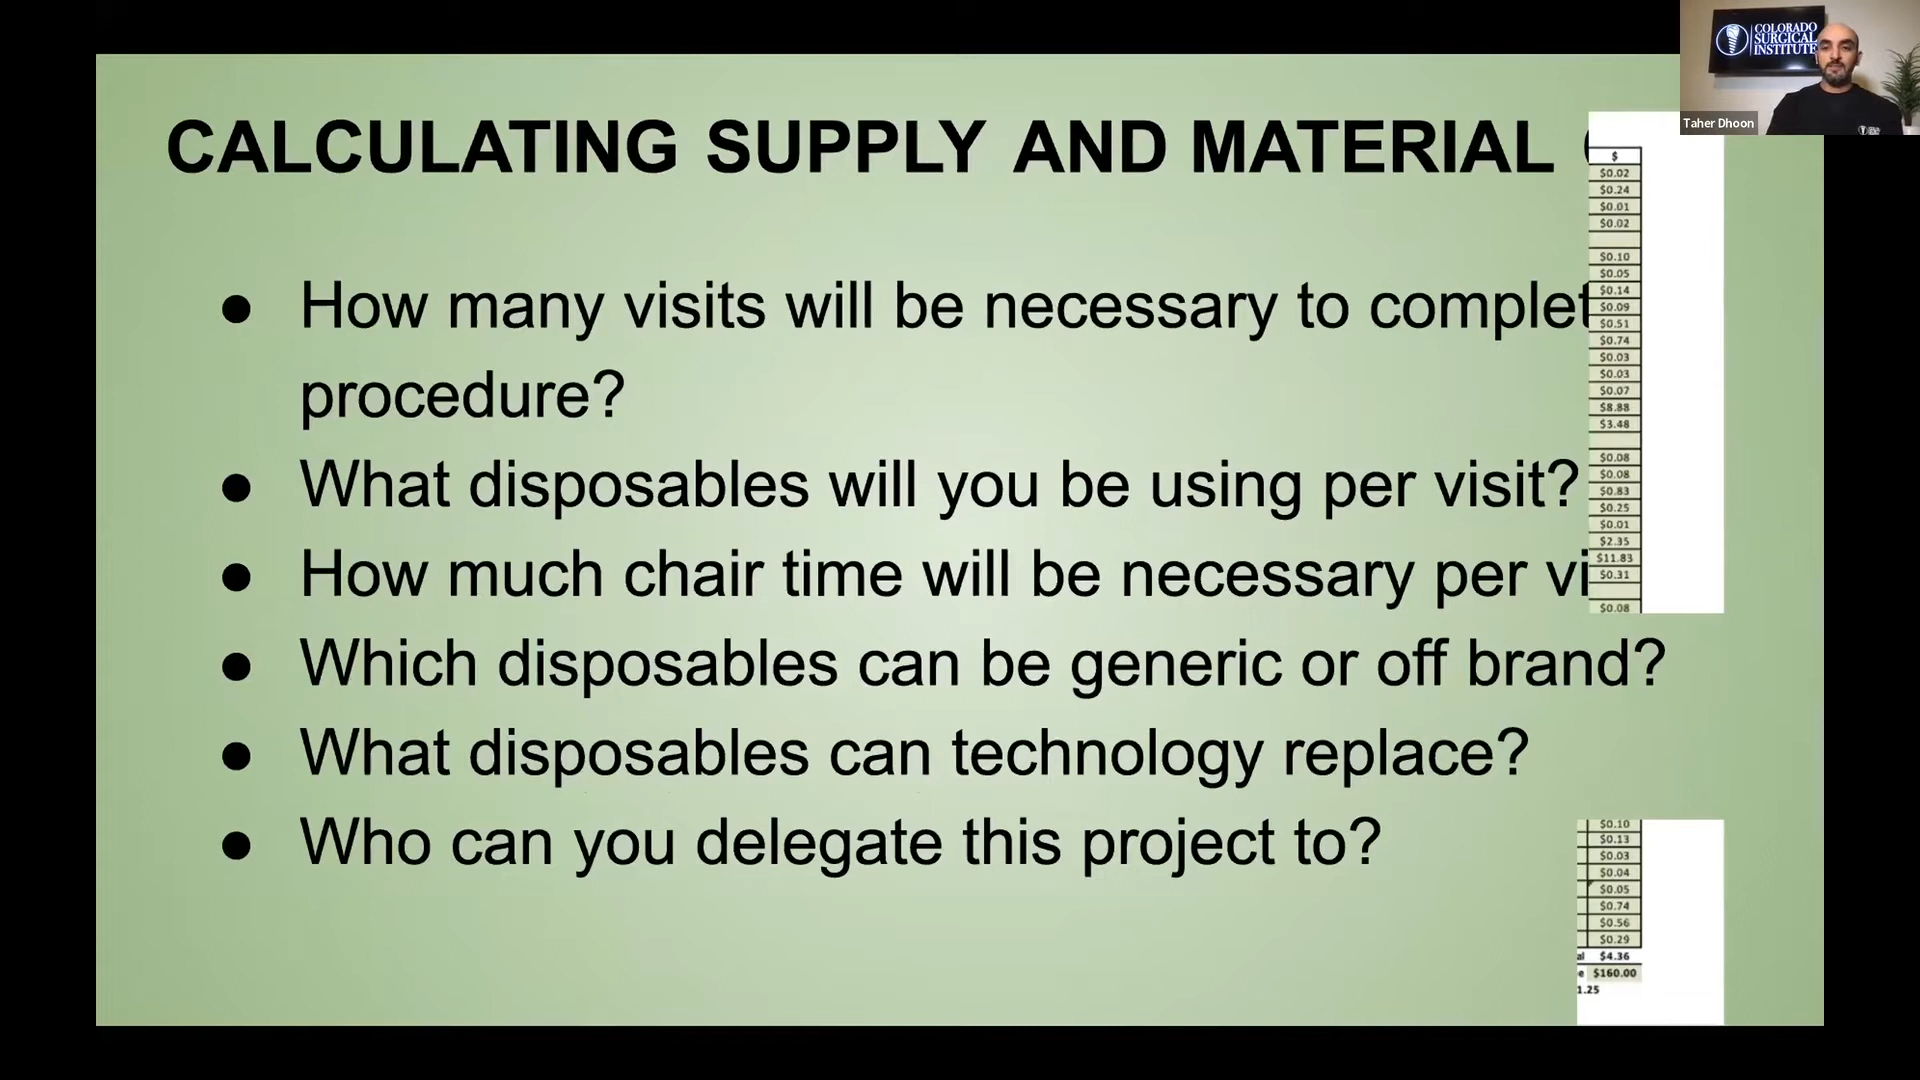 COLORADO
SURGICAL
INSTITUTE
Taher Dhoon
CALCULATING SUPPLY AND MATERIAL
● How many visits will be necessary to complet
procedure?
● What disposables will you be using per visit?
● How much chair time will be necessary per vi
● Which disposables can be generic or off brand?
● What disposables can technology replace?
● Who can you delegate this project to?
$
$0.02
$0.24
$0.01
$0.02
$0.10
$0.05
$0.14
$0.09
$0.51
$0.74
$0.03
$0.03
$0.07
$8.88
$3.48
$0.08
$0.08
$0.83
$0.25
$0.01
$2.35
$11.83
$0.31
$0.08
$0.10
$0.13
$0.03
$0.04
$0.05
$0.74
$0.56
$0.29
al $4.36
e $160.00
1.25